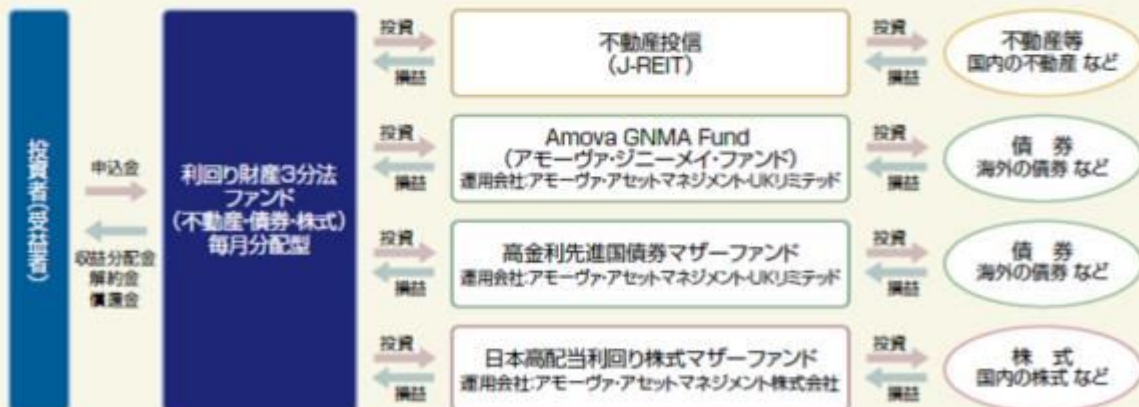 投資者(受益者)
申込金
収益分配金
解約金
償還金
利回り財産3分法
ファンド
(不動産・債券・株式)
毎月分配型
投資
損益
不動産投信
(J-REIT)
投資
損益
不動産等
国内の不動産 など
投資
損益
Amova GNMA Fund
(アモーヴァ・ジニーメイ・ファンド)
運用会社:アモーヴァ・アセットマネジメント・UKリミテッド
投資
損益
債 券
海外の債券 など
投資
損益
高金利先進国債券マザーファンド
運用会社:アモーヴァ・アセットマネジメント・UKリミテッド
投資
損益
債 券
海外の債券 など
投資
損益
日本高配当利回り株式マザーファンド
運用会社:アモーヴァ・アセットマネジメント株式会社
投資
損益
株 式
国内の株式 など